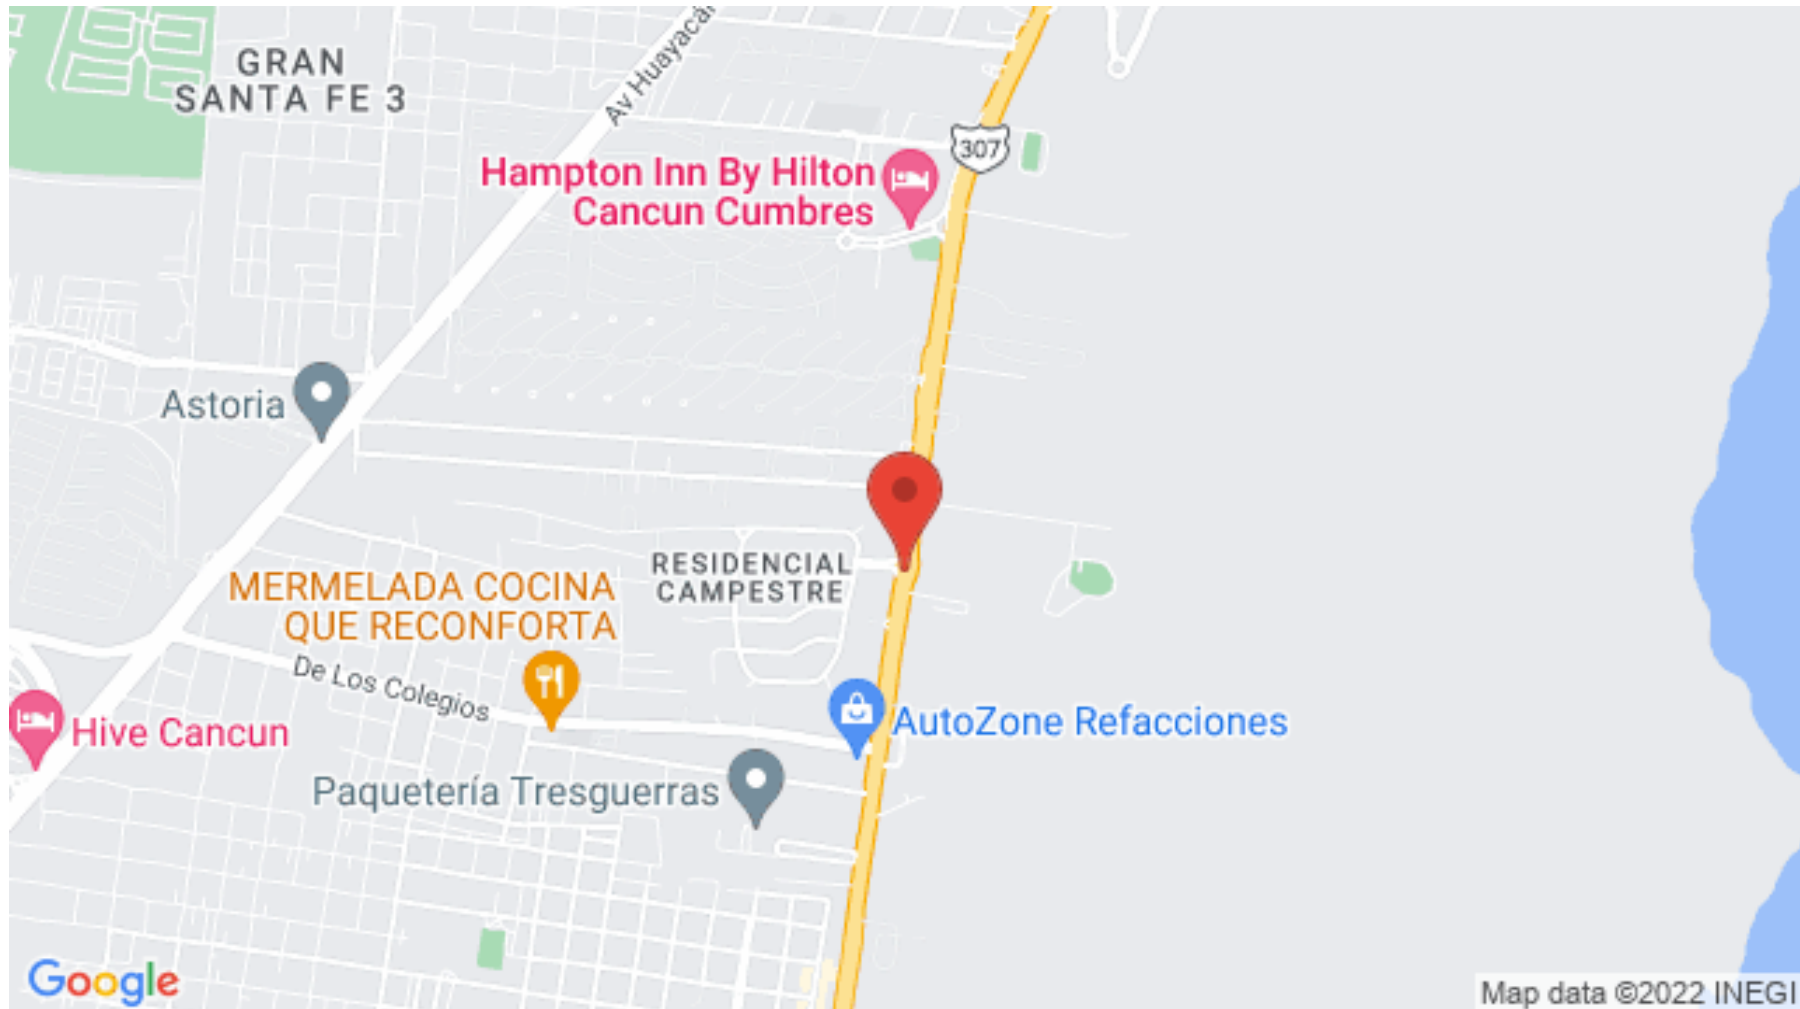 GRAN
SANTA FE 3
Av Huayacán
307
Hampton Inn By Hilton
Cancun Cumbres
Astoria
RESIDENCIAL
CAMPESTRE
MERMELADA COCINA
QUE RECONFORTA
De Los Colegios
Hive Cancun
AutoZone Refacciones
Paquetería Tresguerras
Google
Map data ©2022 INEGI